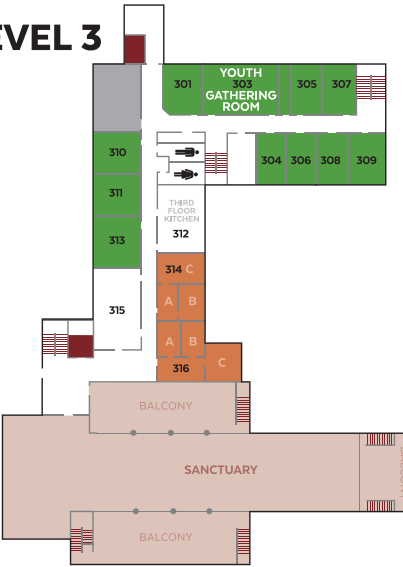 EVEL 3
YOUTH
301 303 305 307
GATHERING
ROOM
310
304 306 308 309
311
THIRD
FLOOR
KITCHEN
312
313
314 C
A B
315
A B
316 C
BALCONY
SANCTUARY
BALCONY